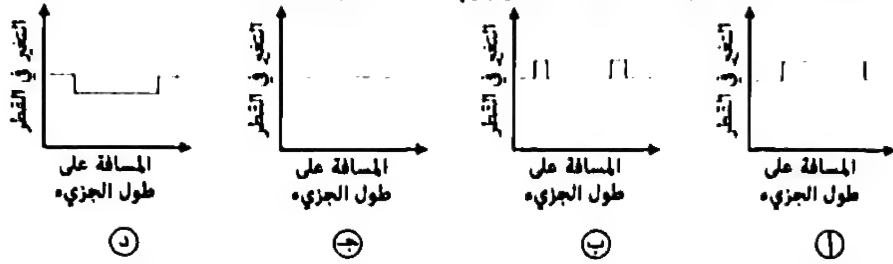 التغير في القطر
المسافة على
طول الجزيء
أ
التغير في القطر
المسافة على
طول الجزيء
ب
التغير في القطر
المسافة على
طول الجزيء
جـ
التغير في القطر
المسافة على
طول الجزيء
د